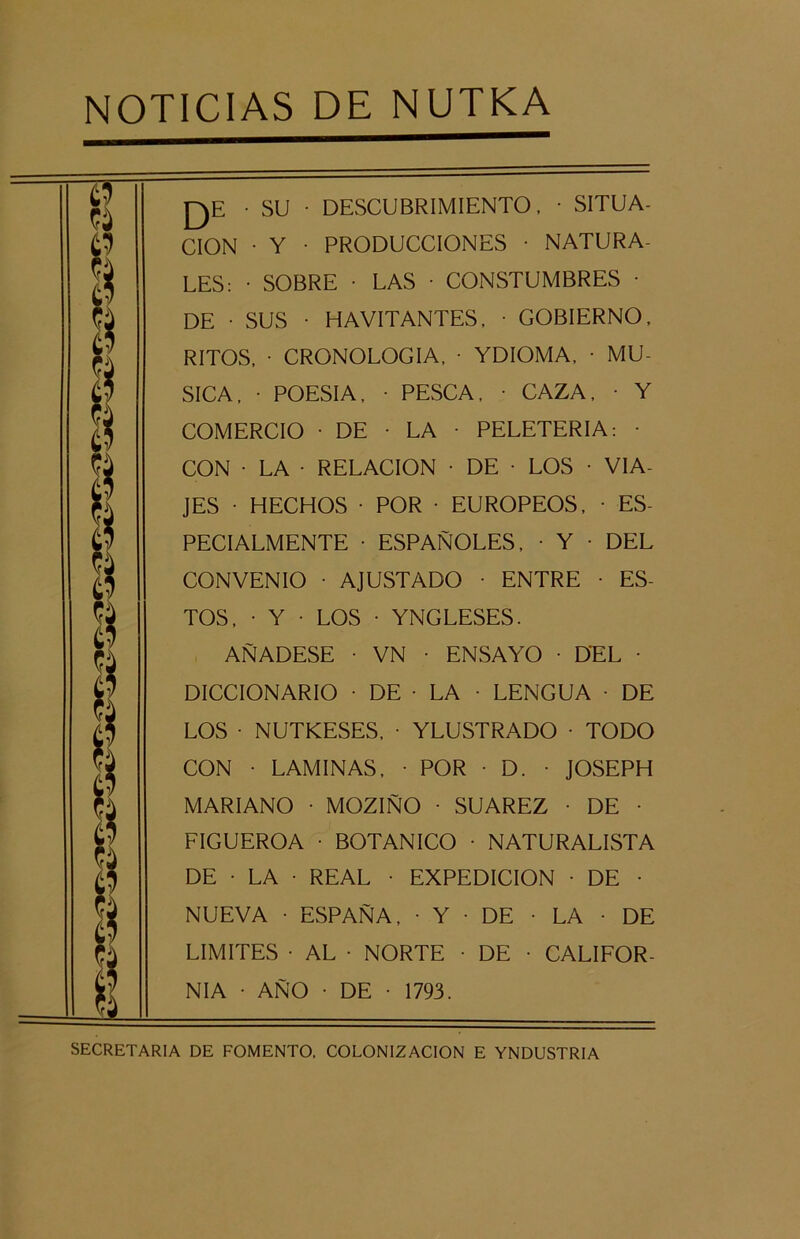 NOTICIAS DE NUTKA
DE · SU · DESCUBRIMIENTO, · SITUA-
CION · Y · PRODUCCIONES · NATURA-
LES: · SOBRE · LAS · CONSTUMBRES ·
DE · SUS · HAVITANTES, · GOBIERNO,
RITOS, · CRONOLOGIA, · YDIOMA, · MU-
SICA, · POESIA, · PESCA, · CAZA, · Y
COMERCIO · DE · LA · PELETERIA: ·
CON · LA · RELACION · DE · LOS · VIA-
JES · HECHOS · POR · EUROPEOS, · ES-
PECIALMENTE · ESPAÑOLES, · Y · DEL
CONVENIO · AJUSTADO · ENTRE · ES-
TOS, · Y · LOS · YNGLESES.
AÑADESE · VN · ENSAYO · DEL ·
DICCIONARIO · DE · LA · LENGUA · DE
LOS · NUTKESES, · YLUSTRADO · TODO
CON · LAMINAS, · POR · D. · JOSEPH
MARIANO · MOZIÑO · SUAREZ · DE ·
FIGUEROA · BOTANICO · NATURALISTA
DE · LA · REAL · EXPEDICION · DE ·
NUEVA · ESPAÑA, · Y · DE · LA · DE
LIMITES · AL · NORTE · DE · CALIFOR-
NIA · AÑO · DE · 1793.
SECRETARIA DE FOMENTO, COLONIZACION E YNDUSTRIA